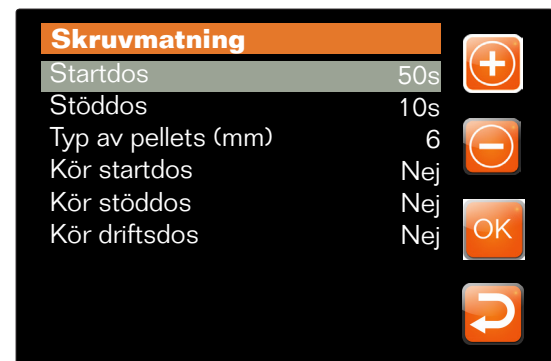 Skruvmatning
Startdos 50s
Stöddos 10s
Typ av pellets (mm) 6
Kör startdos Nej
Kör stöddos Nej
Kör driftsdos Nej
OK